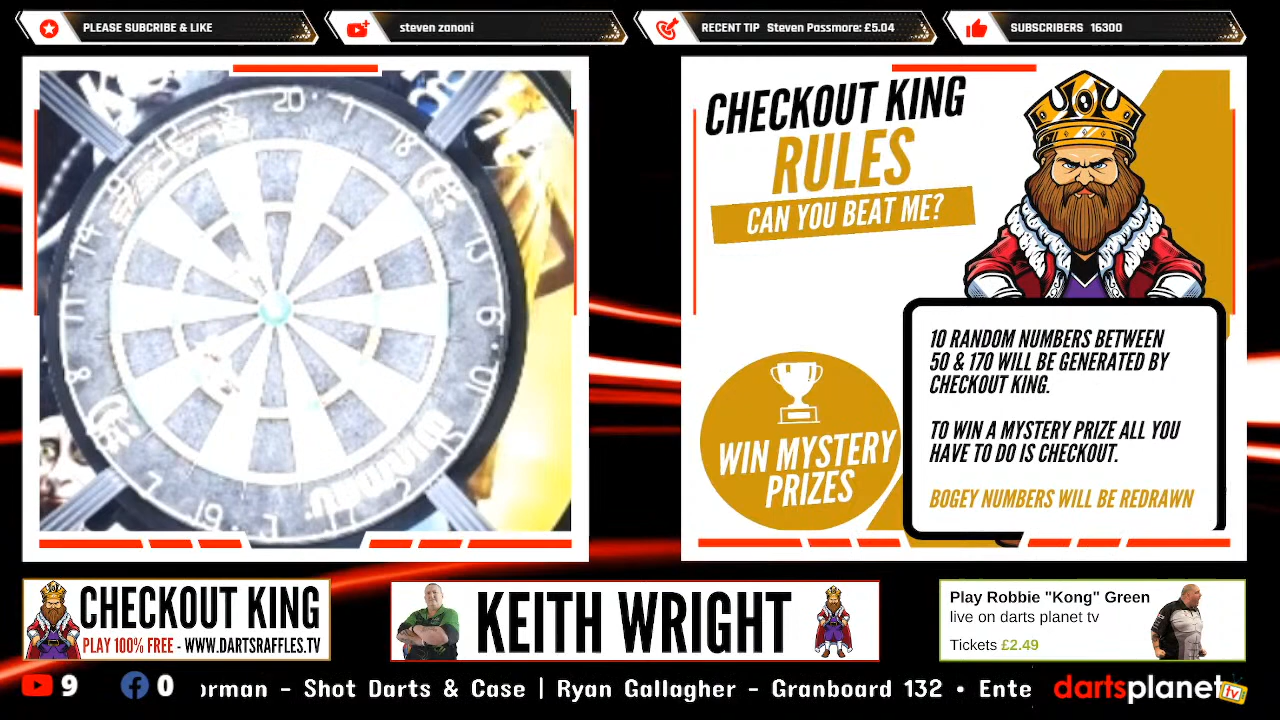 PLEASE SUBCRIBE & LIKE
steven zanoni
RECENT TIP Steven Passmore: £5.04
SUBSCRIBERS 16300
20
CHECKOUT KING
RULES
CAN YOU BEAT ME?
10 RANDOM NUMBERS BETWEEN
50 & 170 WILL BE GENERATED BY
CHECKOUT KING.
TO WIN A MYSTERY PRIZE ALL YOU
HAVE TO DO IS CHECKOUT.
BOGEY NUMBERS WILL BE REDRAWN
WIN MYSTERY
PRIZES
CHECKOUT KING
PLAY 100% FREE - WWW.DARTSRAFFLES.TV
KEITH WRIGHT
Play Robbie "Kong" Green
live on darts planet tv
Tickets £2.49
9
0
rman - Shot Darts & Case | Ryan Gallagher - Granboard 132 • Ente
dartsplanet tv